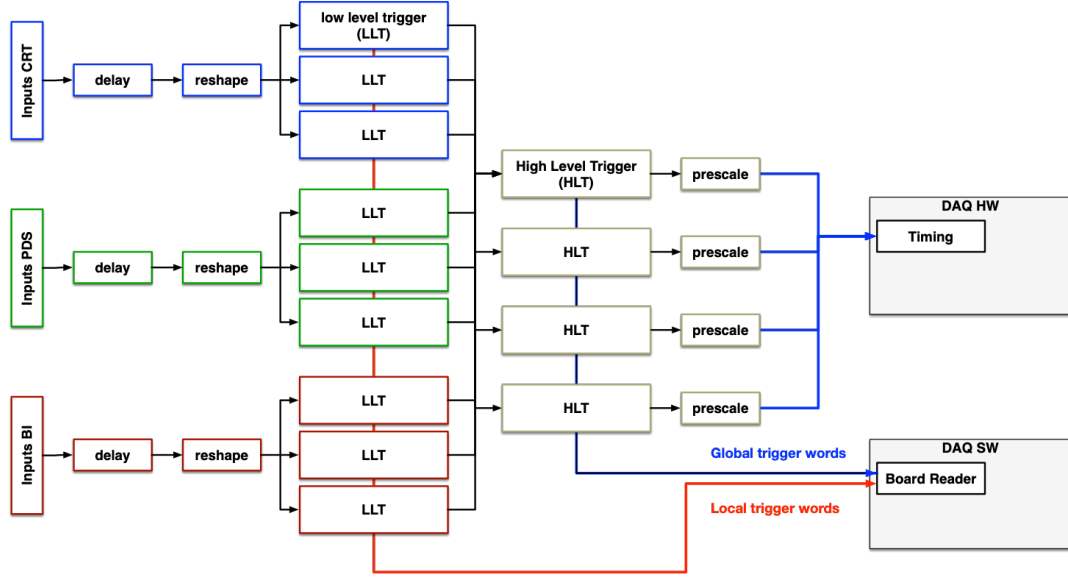 Inputs CRT
delay
reshape
low level trigger
(LLT)
LLT
LLT
Inputs PDS
delay
reshape
LLT
LLT
LLT
Inputs BI
delay
reshape
LLT
LLT
LLT
High Level Trigger
(HLT)
prescale
HLT
prescale
HLT
prescale
HLT
prescale
DAQ HW
Timing
Global trigger words
Local trigger words
DAQ SW
Board Reader